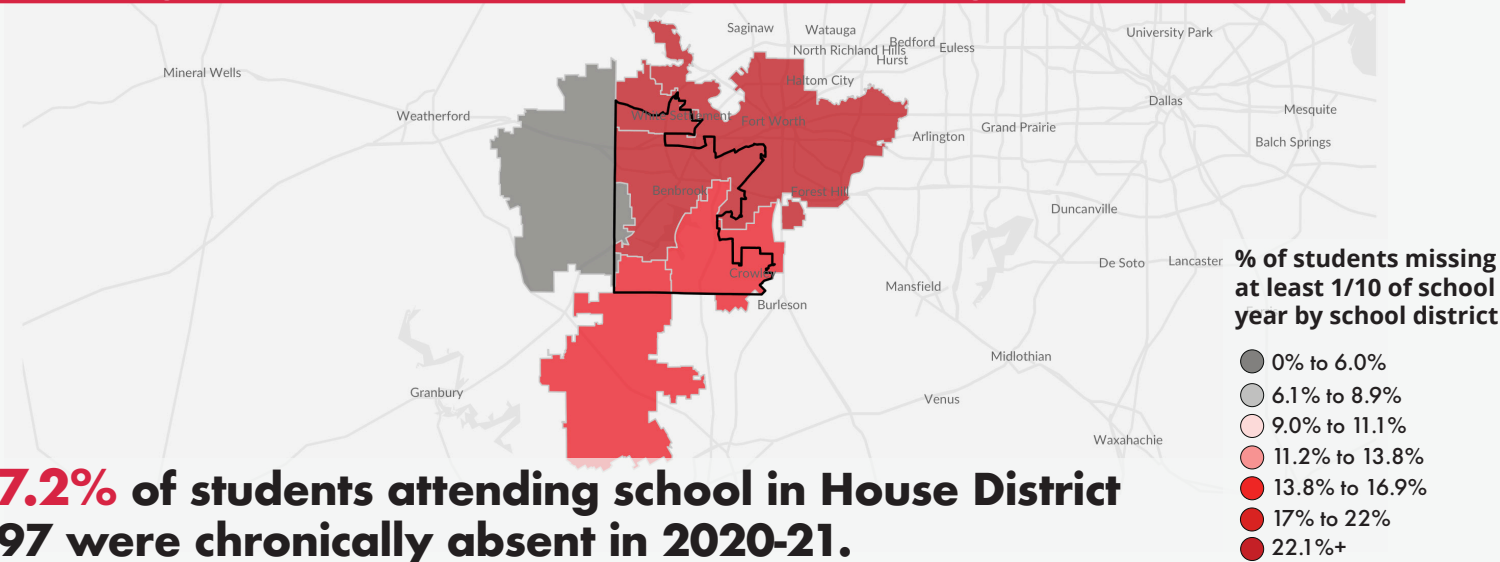 Saginaw
Watauga
University Park
North Richland Hills
Bedford
Euless
Hurst
Mineral Wells
Haltom City
Dallas
Mesquite
Weatherford
White Settlement
Fort Worth
Grand Prairie
Arlington
Balch Springs
Benbrook
Forest Hill
Duncanville
De Soto
Lancaster
Crowley
Mansfield
Burleson
Midlothian
Granbury
Venus
Waxahachie
% of students missing
at least 1/10 of school
year by school district
0% to 6.0%
6.1% to 8.9%
9.0% to 11.1%
11.2% to 13.8%
13.8% to 16.9%
17% to 22%
22.1%+
7.2% of students attending school in House District
97 were chronically absent in 2020-21.